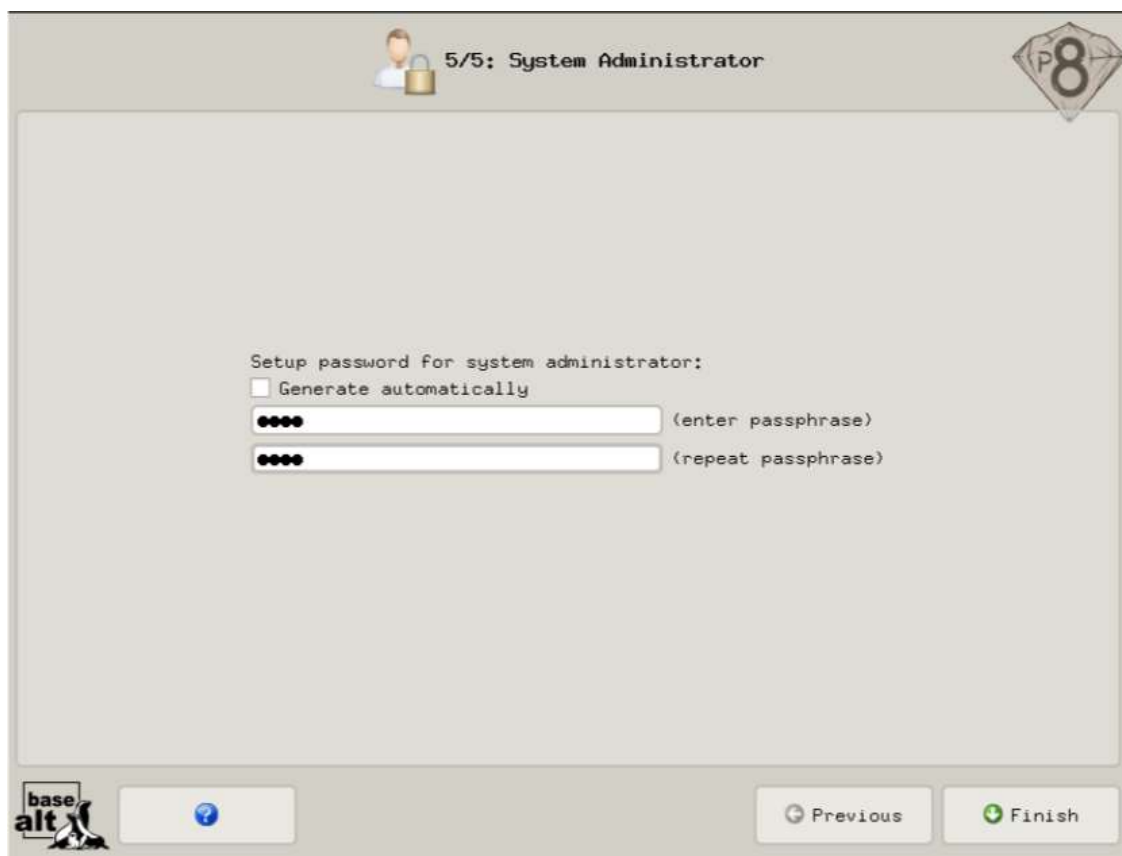 5/5: System Administrator
P8
Setup password for system administrator:
Generate automatically
(enter passphrase)
(repeat passphrase)
base
alt
Previous
Finish